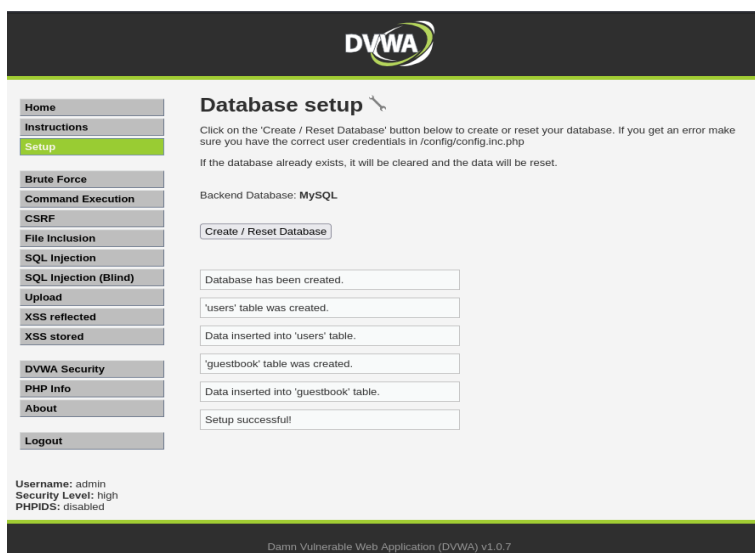 DVWA
Home
Instructions
Setup
Brute Force
Command Execution
CSRF
File Inclusion
SQL Injection
SQL Injection (Blind)
Upload
XSS reflected
XSS stored
DVWA Security
PHP Info
About
Logout
Username: admin
Security Level: high
PHPIDS: disabled
Database setup
Click on the 'Create / Reset Database' button below to create or reset your database. If you get an error make
sure you have the correct user credentials in /config/config.inc.php
If the database already exists, it will be cleared and the data will be reset.
Backend Database: MySQL
Create / Reset Database
Database has been created.
'users' table was created.
Data inserted into 'users' table.
'guestbook' table was created.
Data inserted into 'guestbook' table.
Setup successful!
Damn Vulnerable Web Application (DVWA) v1.0.7